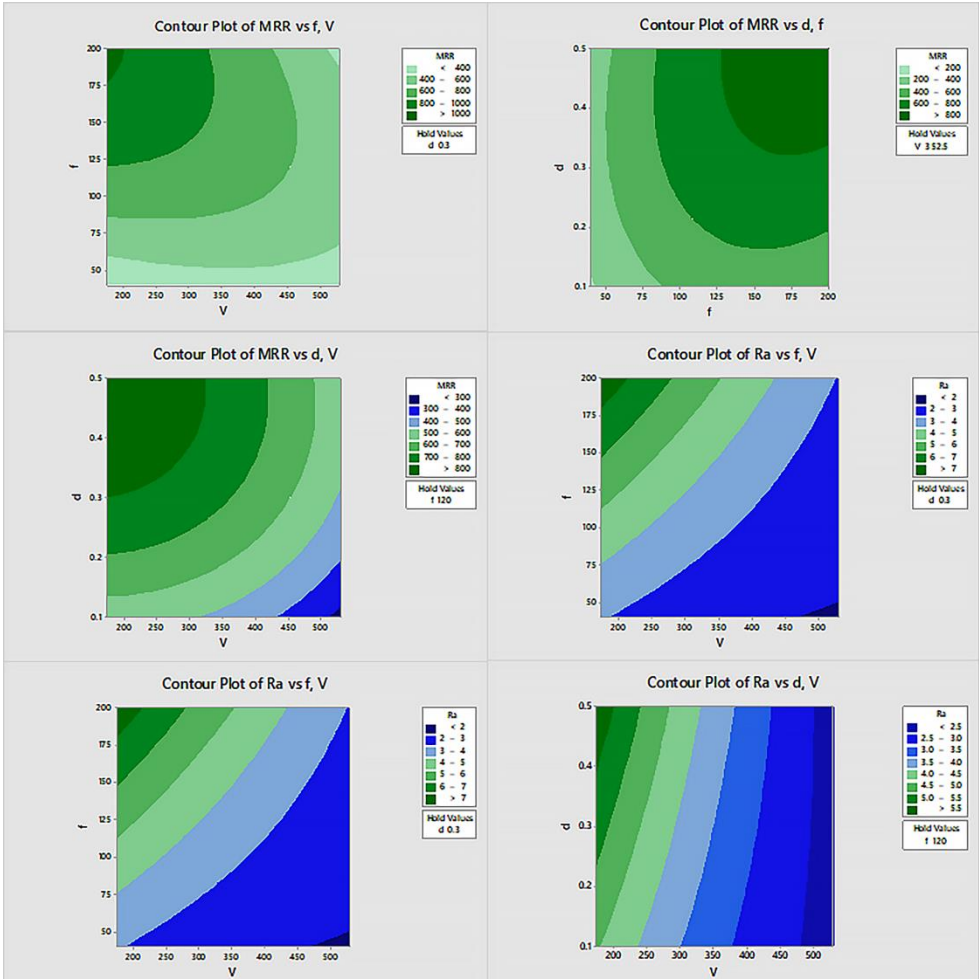 Contour Plot of MRR vs f, V
MRR
< 400
400 – 600
600 – 800
800 – 1000
> 1000
Hold Values
d 0.3
200
175
150
125
100
75
50
f
200 250 300 350 400 450 500
V
Contour Plot of MRR vs d, f
MRR
< 200
200 – 400
400 – 600
600 – 800
> 800
Hold Values
V 352.5
0.5
0.4
0.3
0.2
0.1
d
50 75 100 125 150 175 200
f
Contour Plot of MRR vs d, V
MRR
< 300
300 – 400
400 – 500
500 – 600
600 – 700
700 – 800
> 800
Hold Values
f 120
0.5
0.4
0.3
0.2
0.1
d
200 250 300 350 400 450 500
V
Contour Plot of Ra vs f, V
Ra
< 2
2 – 3
3 – 4
4 – 5
5 – 6
6 – 7
> 7
Hold Values
d 0.3
200
175
150
125
100
75
50
f
200 250 300 350 400 450 500
V
Contour Plot of Ra vs f, V
Ra
< 2
2 – 3
3 – 4
4 – 5
5 – 6
6 – 7
> 7
Hold Values
d 0.3
200
175
150
125
100
75
50
f
200 250 300 350 400 450 500
V
Contour Plot of Ra vs d, V
Ra
< 2.5
2.5 – 3.0
3.0 – 3.5
3.5 – 4.0
4.0 – 4.5
4.5 – 5.0
5.0 – 5.5
> 5.5
Hold Values
f 120
0.5
0.4
0.3
0.2
0.1
d
200 250 300 350 400 450 500
V